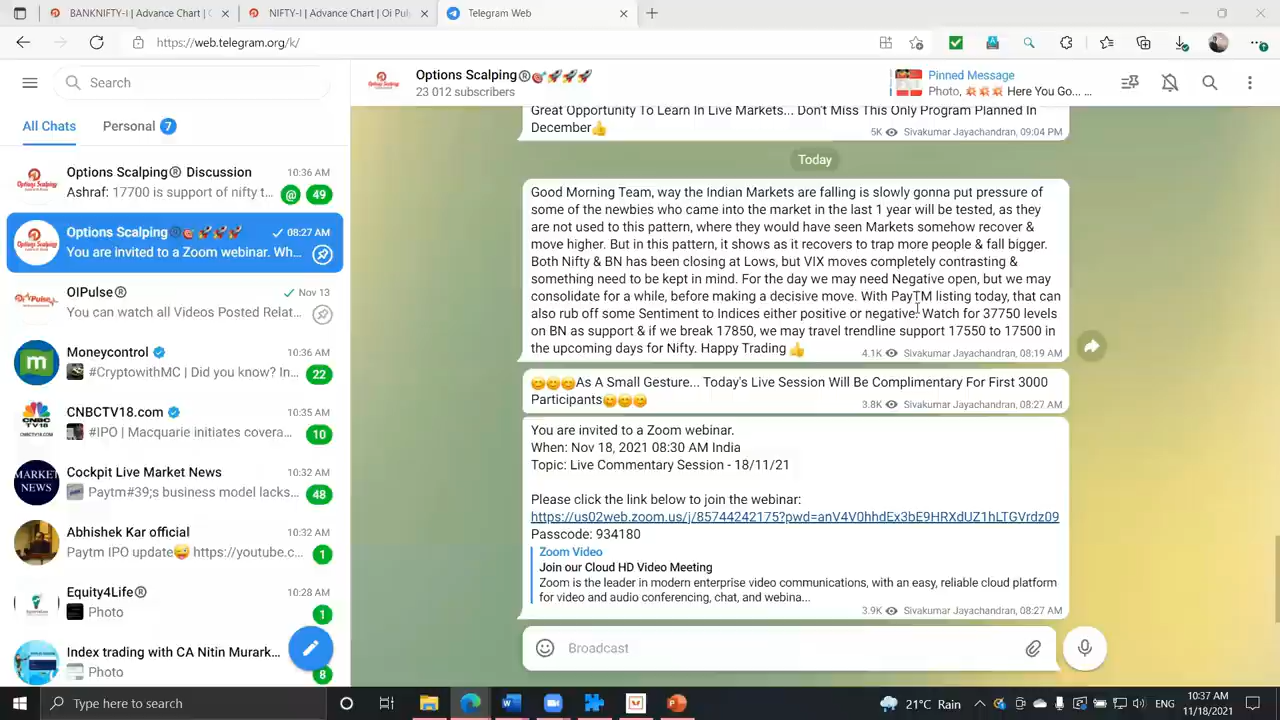 BANKNIFTY-I | Advance Chart | (
NIFTY-I | Advance Chart | Oi Pul
Telegram Web
https://web.telegram.org/k/
Search
All Chats
Personal 7
Options Scalping® Discussion 10:36 AM
Ashraf: 17700 is support of nifty t... @ 49
Options Scalping® 08:27 AM
You are invited to a Zoom webinar. Wh...
OIPulse® Nov 13
You can watch all Videos Posted Relat...
Moneycontrol 10:36 AM
#CryptowithMC | Did you know? In... 22
CNBCTV18.com 10:35 AM
#IPO | Macquarie initiates covera... 10
Cockpit Live Market News 10:32 AM
Paytm#39;s business model lacks... 48
Abhishek Kar official 10:32 AM
Paytm IPO update😜 https://youtube.c... 1
Equity4Life® 10:28 AM
Photo 1
Index trading with CA Nitin Murark...
Photo 8
Options Scalping®🎯🚀🚀🚀
23 012 subscribers
Pinned Message
Photo, 💥💥💥 Here You Go... ...
Great Opportunity To Learn In Live Markets... Don't Miss This Only Program Planned In
December👍
5K Sivakumar Jayachandran, 09:04 PM
Today
Good Morning Team, way the Indian Markets are falling is slowly gonna put pressure of
some of the newbies who came into the market in the last 1 year will be tested, as they
are not used to this pattern, where they would have seen Markets somehow recover &
move higher. But in this pattern, it shows as it recovers to trap more people & fall bigger.
Both Nifty & BN has been closing at Lows, but VIX moves completely contrasting &
something need to be kept in mind. For the day we may need Negative open, but we may
consolidate for a while, before making a decisive move. With PayTM listing today, that can
also rub off some Sentiment to Indices either positive or negative. Watch for 37750 levels
on BN as support & if we break 17850, we may travel trendline support 17550 to 17500 in
the upcoming days for Nifty. Happy Trading 👍
4.1K Sivakumar Jayachandran, 08:19 AM
😊😊😊As A Small Gesture... Today's Live Session Will Be Complimentary For First 3000
Participants😊😊😊
3.8K Sivakumar Jayachandran, 08:27 AM
You are invited to a Zoom webinar.
When: Nov 18, 2021 08:30 AM India
Topic: Live Commentary Session - 18/11/21
Please click the link below to join the webinar:
https://us02web.zoom.us/j/85744242175?pwd=anV4V0hhdEx3bE9HRXdUZ1hLTGVrdz09
Passcode: 934180
Zoom Video
Join our Cloud HD Video Meeting
Zoom is the leader in modern enterprise video communications, with an easy, reliable cloud platform
for video and audio conferencing, chat, and webina...
3.9K Sivakumar Jayachandran, 08:27 AM
Broadcast
Type here to search
21°C Rain
ENG
10:37 AM
11/18/2021